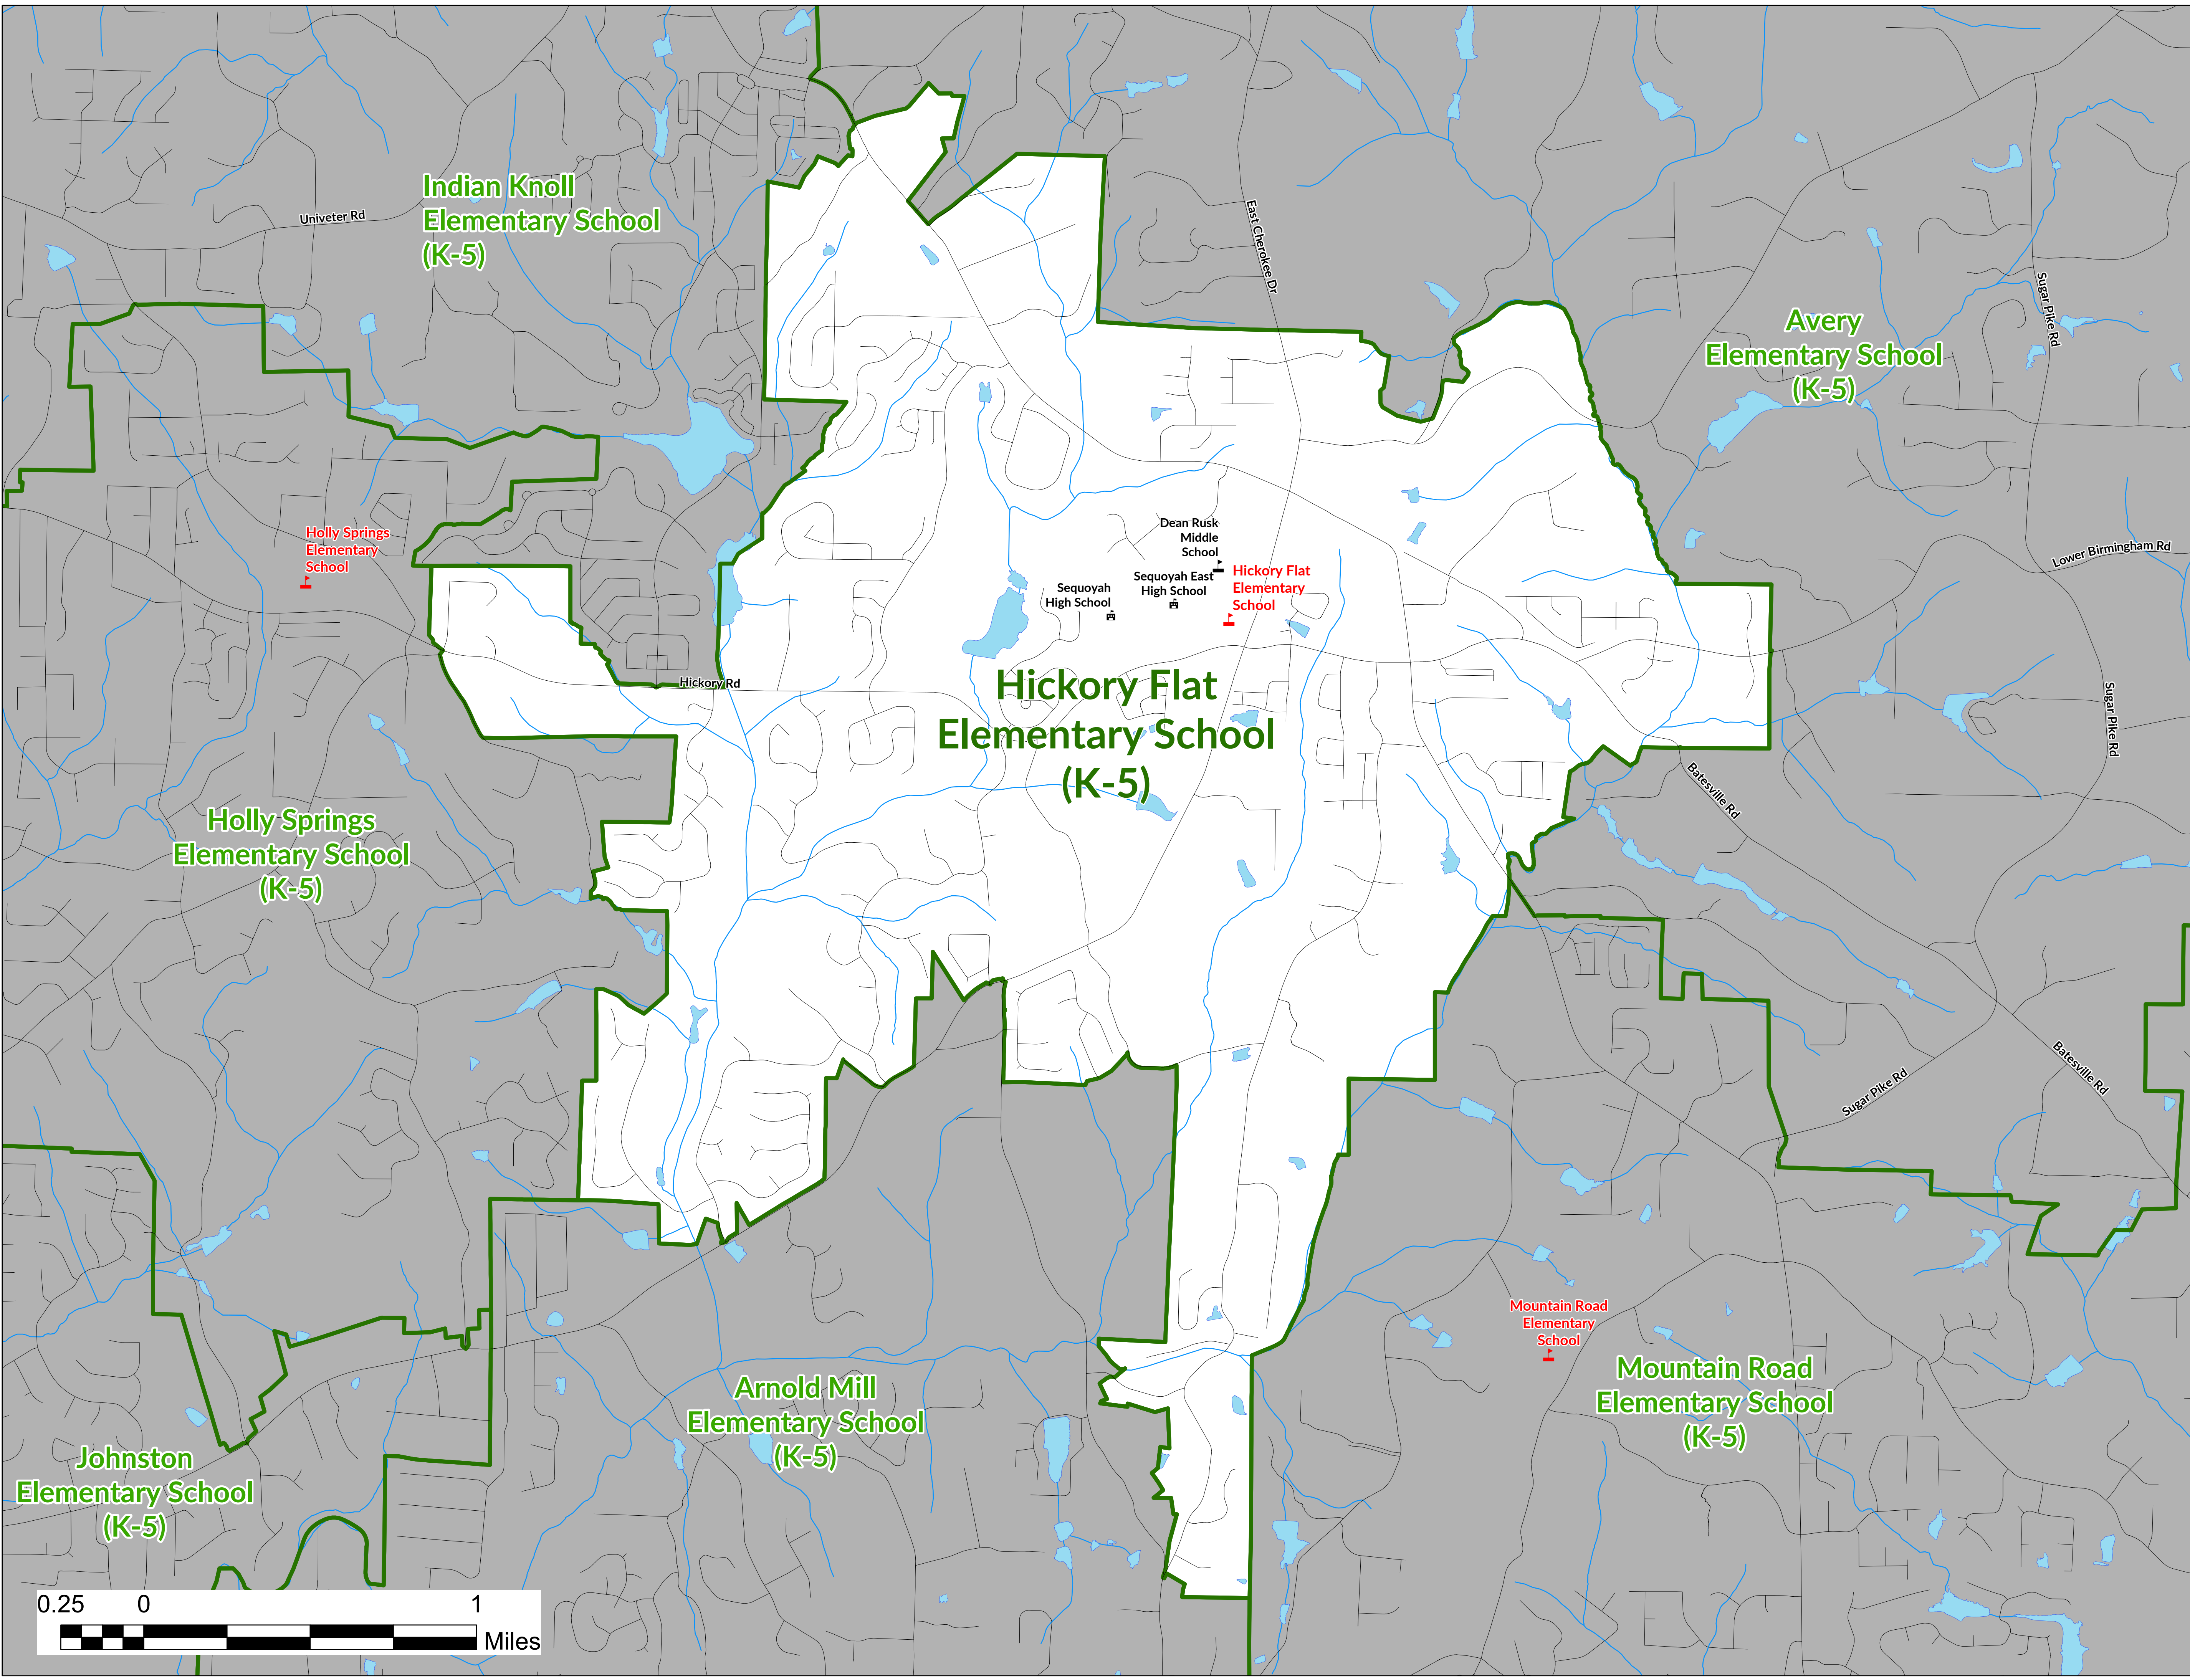 Indian Knoll
Elementary School
(K-5)
Univeter Rd
East Cherokee Dr
Sugar Pike Rd
Avery
Elementary School
(K-5)
Holly Springs
Elementary
School
Dean Rusk
Middle
School
Sequoyah
High School
Sequoyah East
High School
Hickory Flat
Elementary
School
Lower Birmingham Rd
Hickory Rd
Hickory Flat
Elementary School
(K-5)
Sugar Pike Rd
Batesville Rd
Holly Springs
Elementary School
(K-5)
Batesville Rd
Sugar Pike Rd
Mountain Road
Elementary
School
Mountain Road
Elementary School
(K-5)
Arnold Mill
Elementary School
(K-5)
Johnston
Elementary School
(K-5)
0.25 0 1
Miles